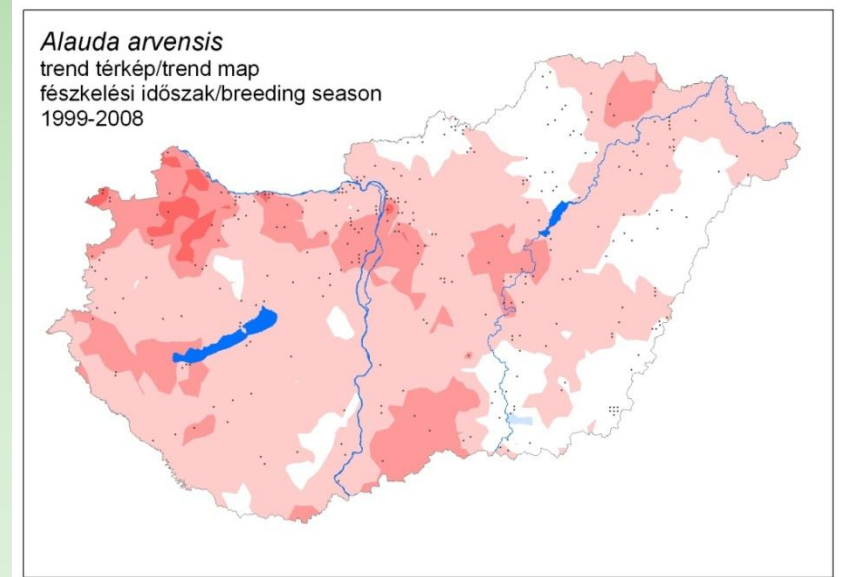 Alauda arvensis
trend térkép/trend map
fészkelési időszak/breeding season
1999-2008